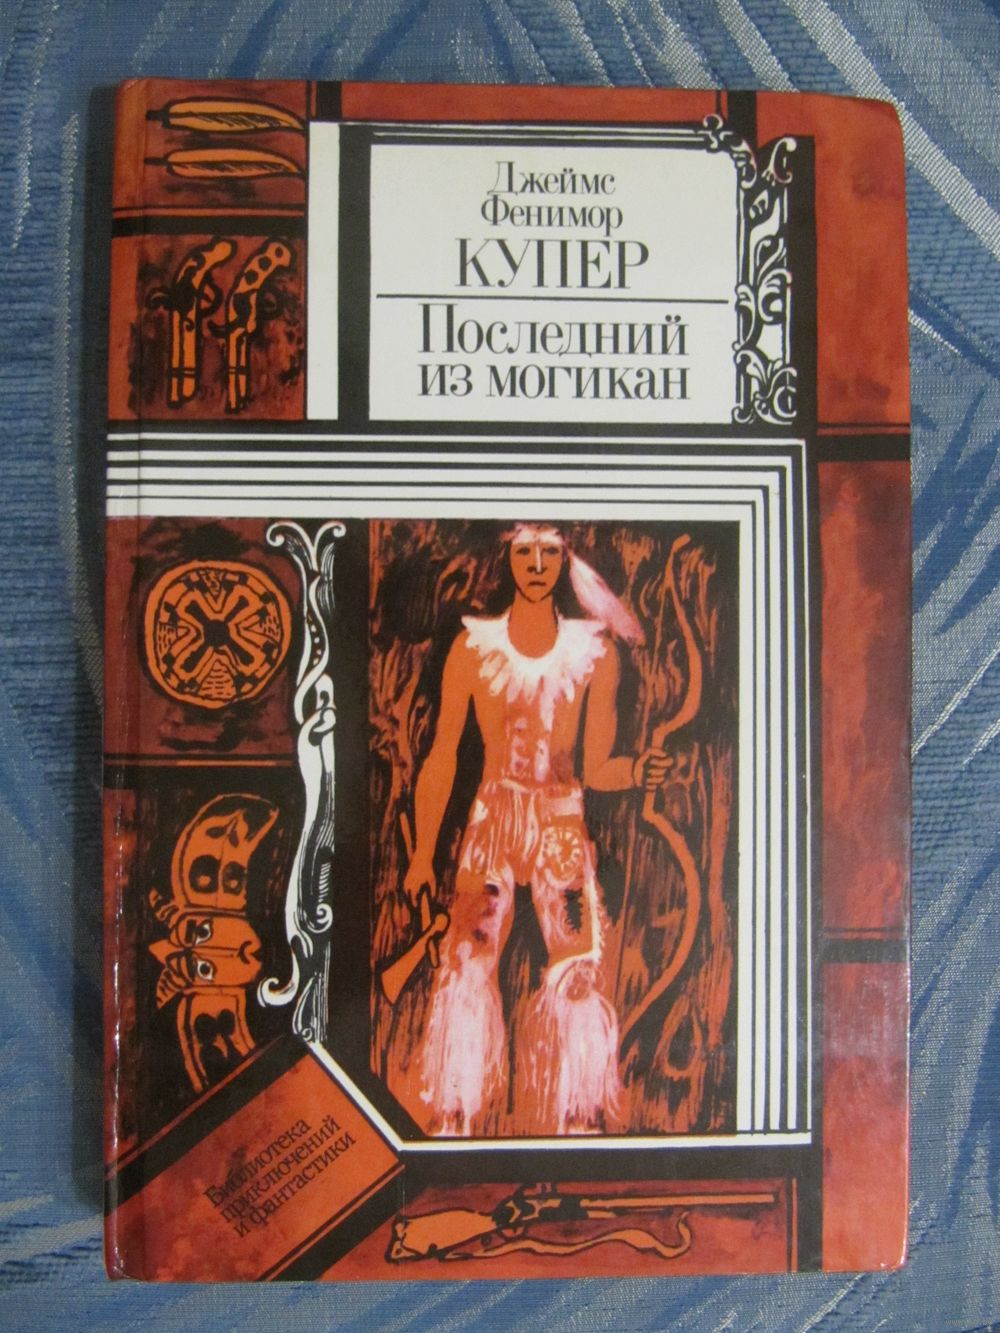 Джеймс
Фенимор
КУПЕР
Последний
из могикан
Библиотека
приключений
и фантастики